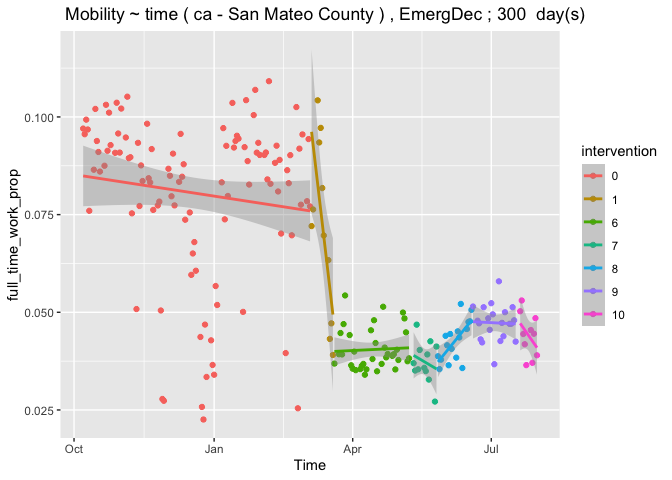 Mobility ~ time ( ca - San Mateo County ) , EmergDec ; 300 day(s)
full_time_work_prop
0.100
0.075
0.050
0.025
Oct
Jan
Apr
Jul
Time
intervention
0
1
6
7
8
9
10